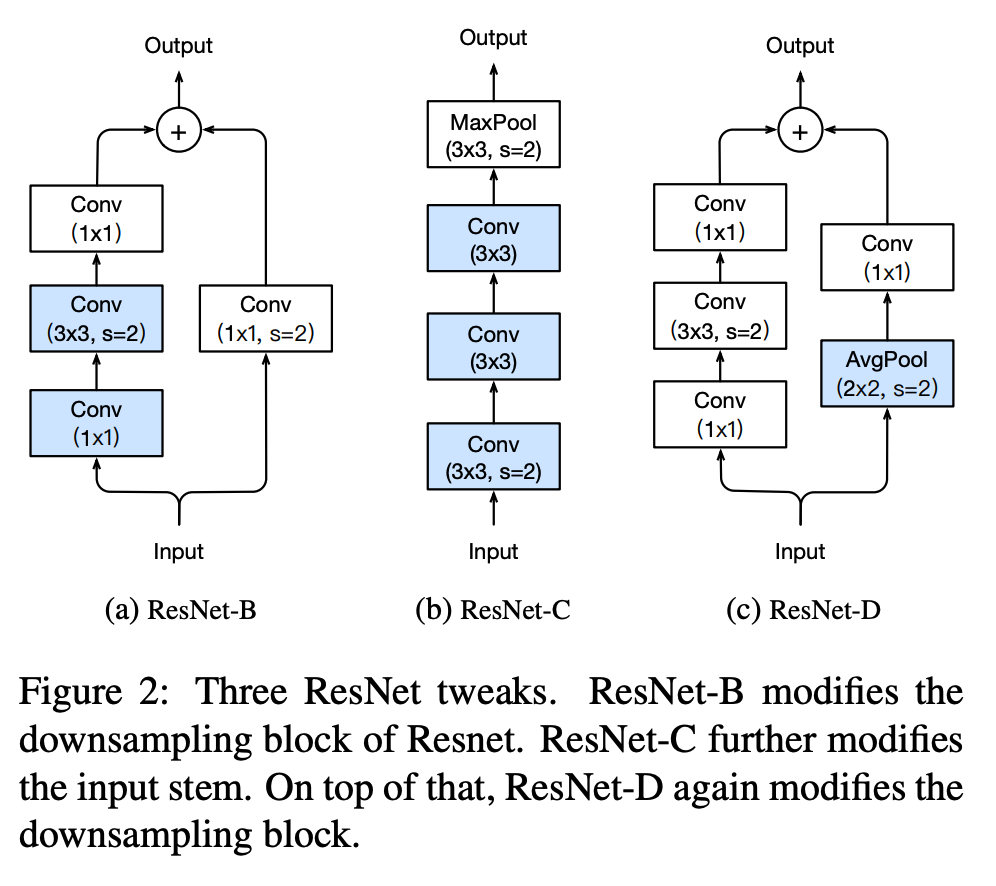 Output
+
Conv
(1x1)
Conv
(3x3, s=2)
Conv
(1x1)
Conv
(1x1, s=2)
Input
(a) ResNet-B
Output
MaxPool
(3x3, s=2)
Conv
(3x3)
Conv
(3x3)
Conv
(3x3, s=2)
Input
(b) ResNet-C
Output
+
Conv
(1x1)
Conv
(3x3, s=2)
Conv
(1x1)
Conv
(1x1)
AvgPool
(2x2, s=2)
Input
(c) ResNet-D
Figure 2: Three ResNet tweaks. ResNet-B modifies the
downsampling block of Resnet. ResNet-C further modifies
the input stem. On top of that, ResNet-D again modifies the
downsampling block.